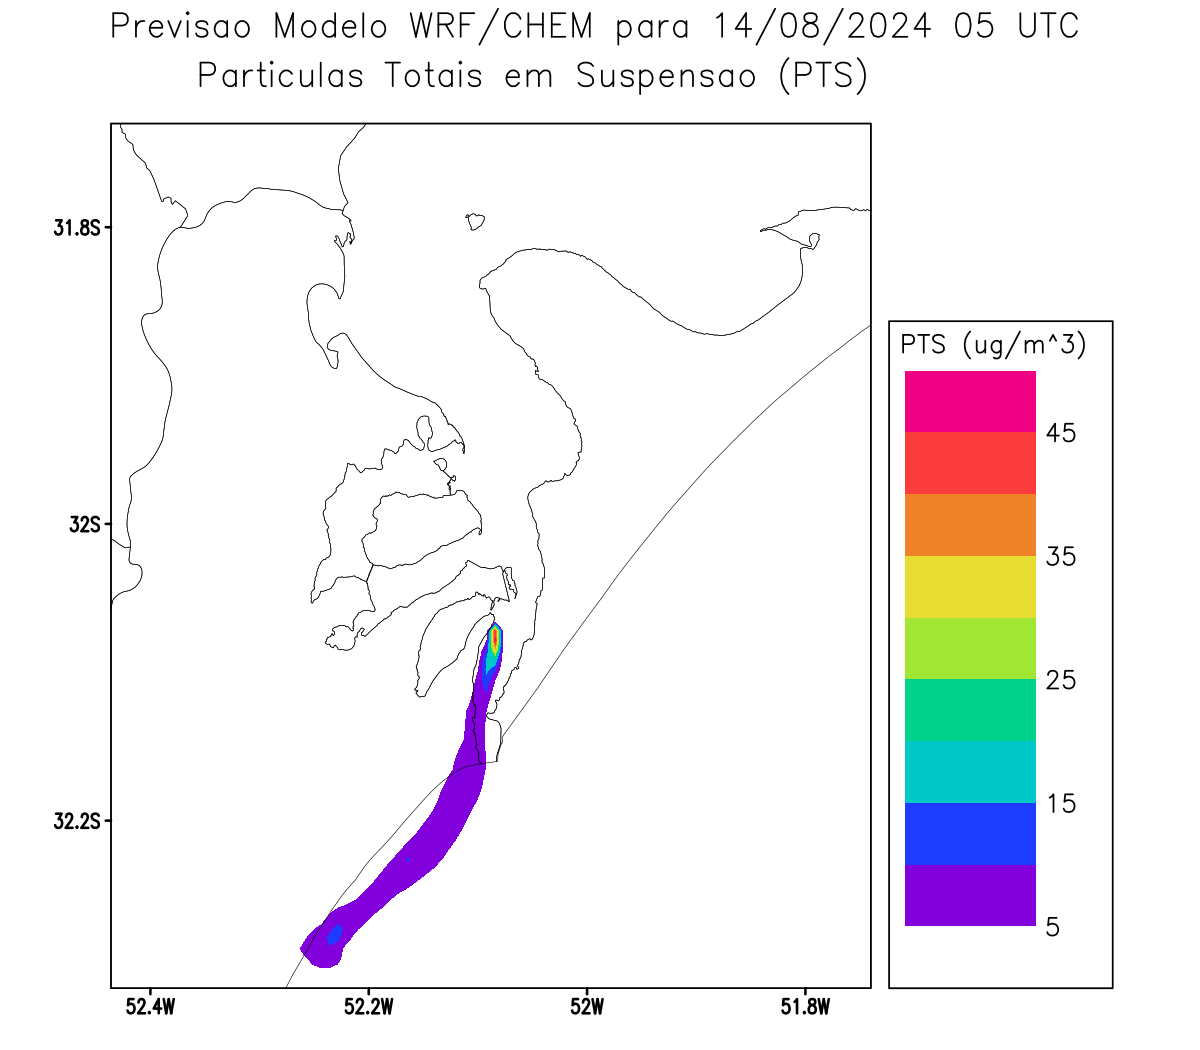 Previsao Modelo WRF/CHEM para 14/08/2024 05 UTC
Particulas Totais em Suspensao (PTS)
31.8S
32S
32.2S
52.4W
52.2W
52W
51.8W
PTS (ug/m^3)
45
35
25
15
5